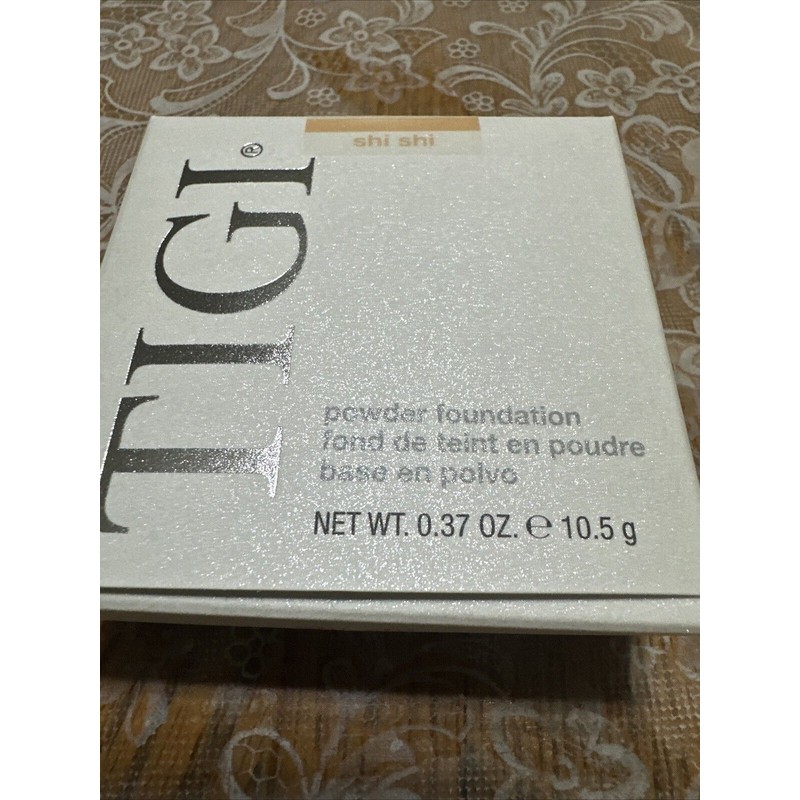 shi shi
TIGI®
powder foundation
fond de teint en poudre
base en polvo
NET WT. 0.37 OZ. ℮ 10.5 g